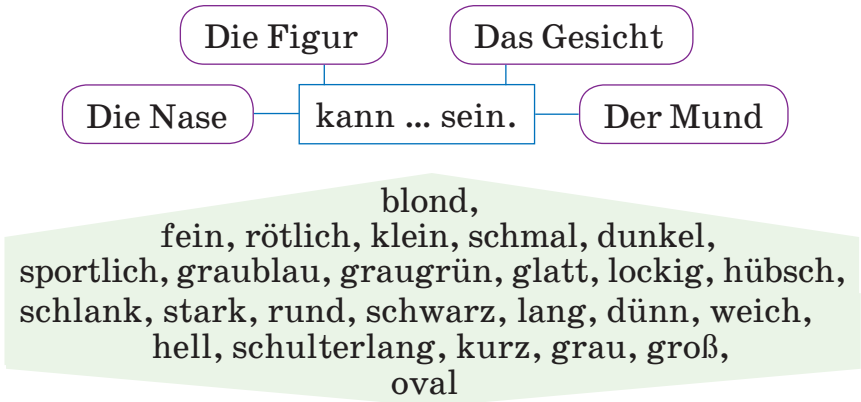 Die Figur
Das Gesicht
Die Nase
kann ... sein.
Der Mund
blond,
fein, rötlich, klein, schmal, dunkel,
sportlich, graublau, graugrün, glatt, lockig, hübsch,
schlank, stark, rund, schwarz, lang, dünn, weich,
hell, schulterlang, kurz, grau, groß,
oval